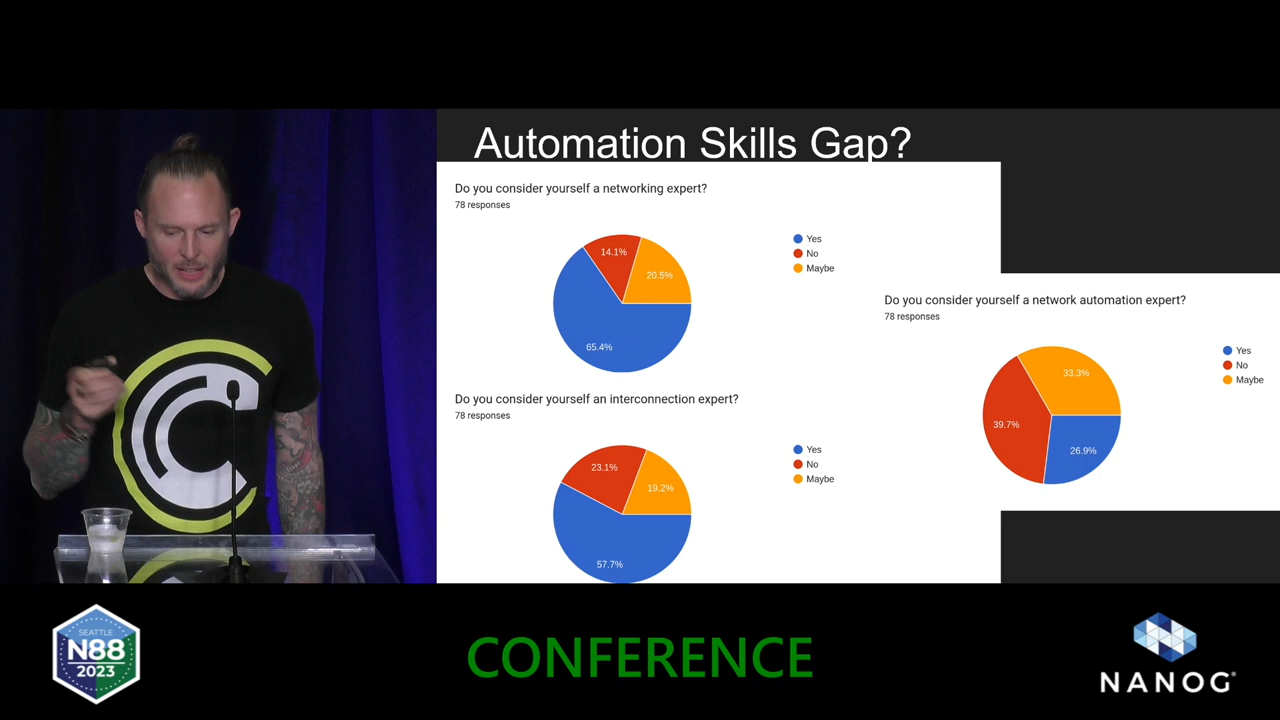 Automation Skills Gap?
Do you consider yourself a networking expert?
78 responses
14.1%
20.5%
65.4%
Yes
No
Maybe
Do you consider yourself an interconnection expert?
78 responses
23.1%
19.2%
57.7%
Yes
No
Maybe
Do you consider yourself a network automation expert?
78 responses
33.3%
39.7%
26.9%
Yes
No
Maybe
SEATTLE
N88
2023
CONFERENCE
NANOG®